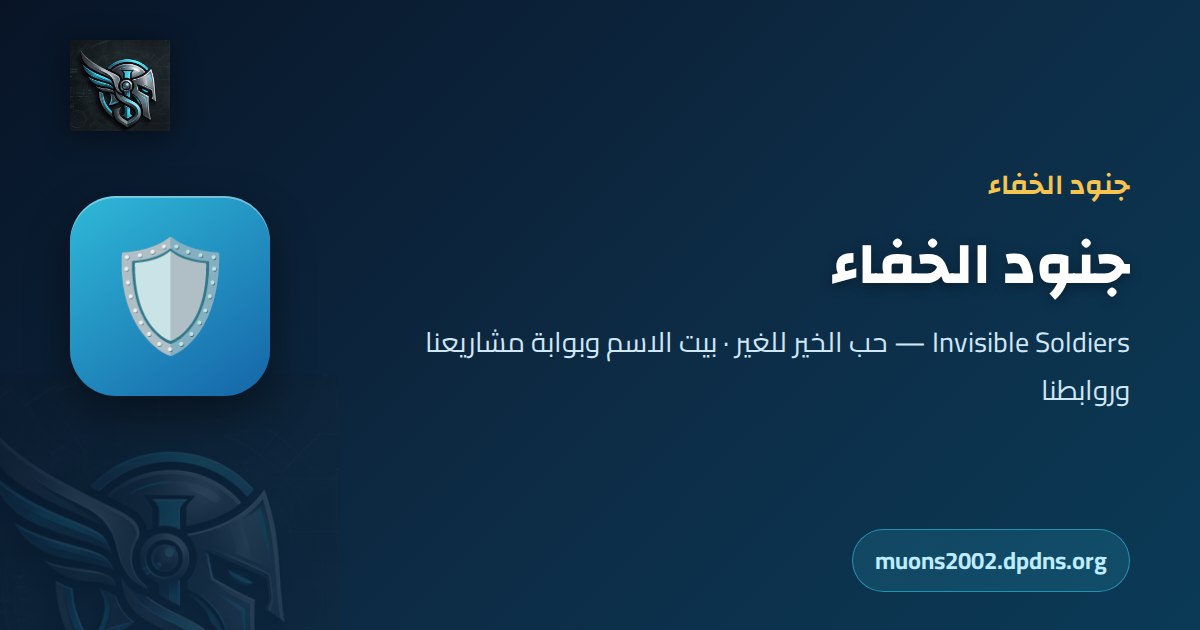 جنود الخفاء
جنود الخفاء
Invisible Soldiers — حب الخير للغير · بيت الاسم وبوابة مشاريعنا
وروابطنا
muons2002.dpdns.org